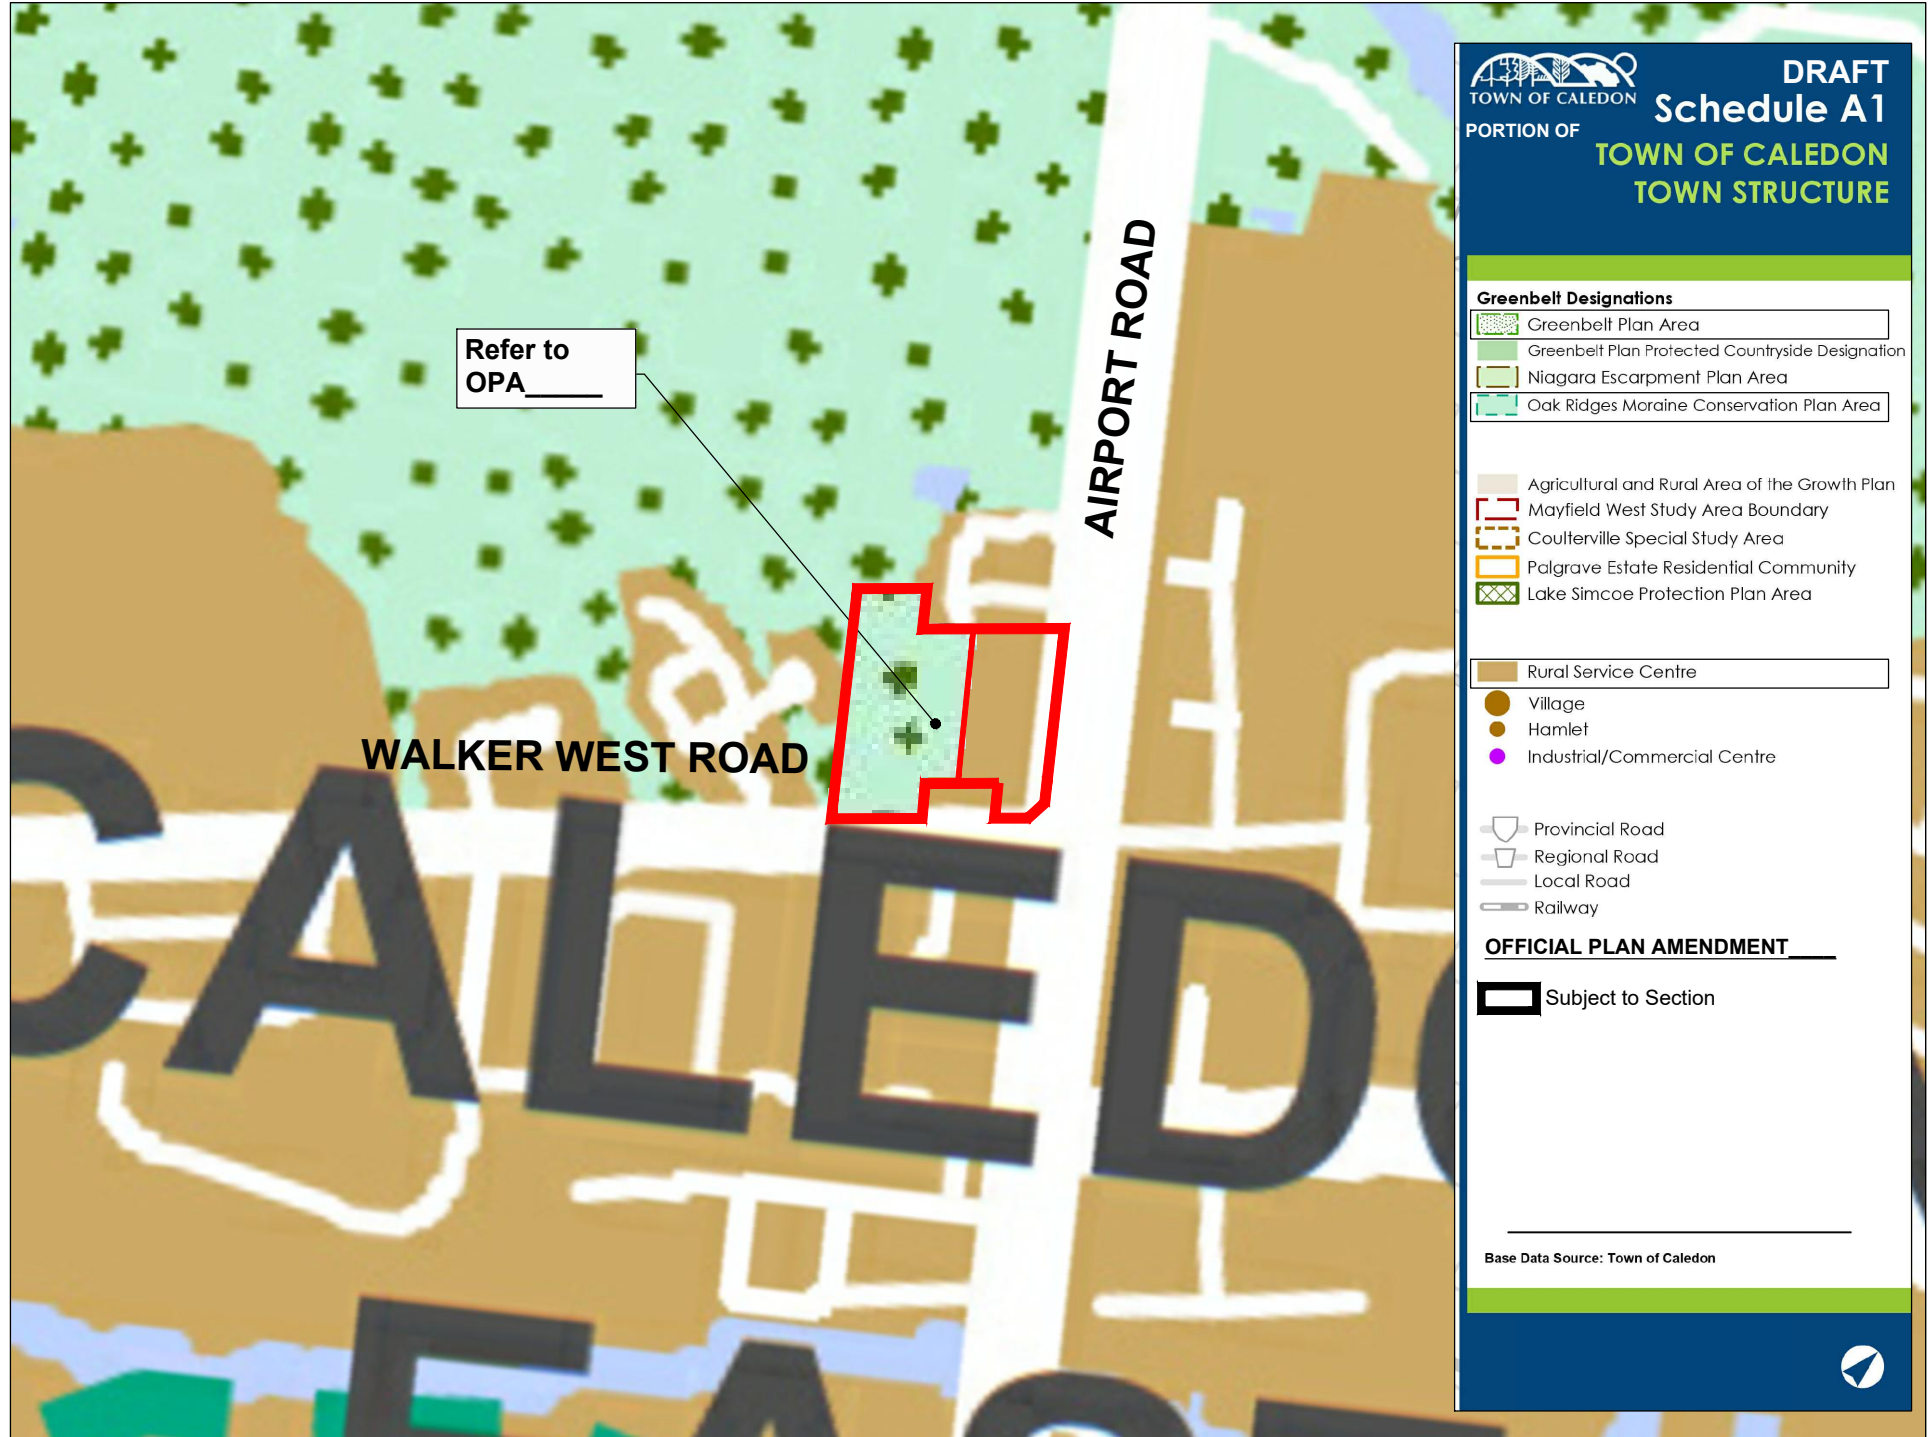 Refer to
OPA_____
AIRPORT ROAD
WALKER WEST ROAD
CALEDO
EAST
TOWN OF CALEDON
DRAFT
Schedule A1
PORTION OF
TOWN OF CALEDON
TOWN STRUCTURE
Greenbelt Designations
Greenbelt Plan Area
Greenbelt Plan Protected Countryside Designation
Niagara Escarpment Plan Area
Oak Ridges Moraine Conservation Plan Area
Agricultural and Rural Area of the Growth Plan
Mayfield West Study Area Boundary
Coulterville Special Study Area
Palgrave Estate Residential Community
Lake Simcoe Protection Plan Area
Rural Service Centre
Village
Hamlet
Industrial/Commercial Centre
Provincial Road
Regional Road
Local Road
Railway
OFFICIAL PLAN AMENDMENT____
Subject to Section
Base Data Source: Town of Caledon